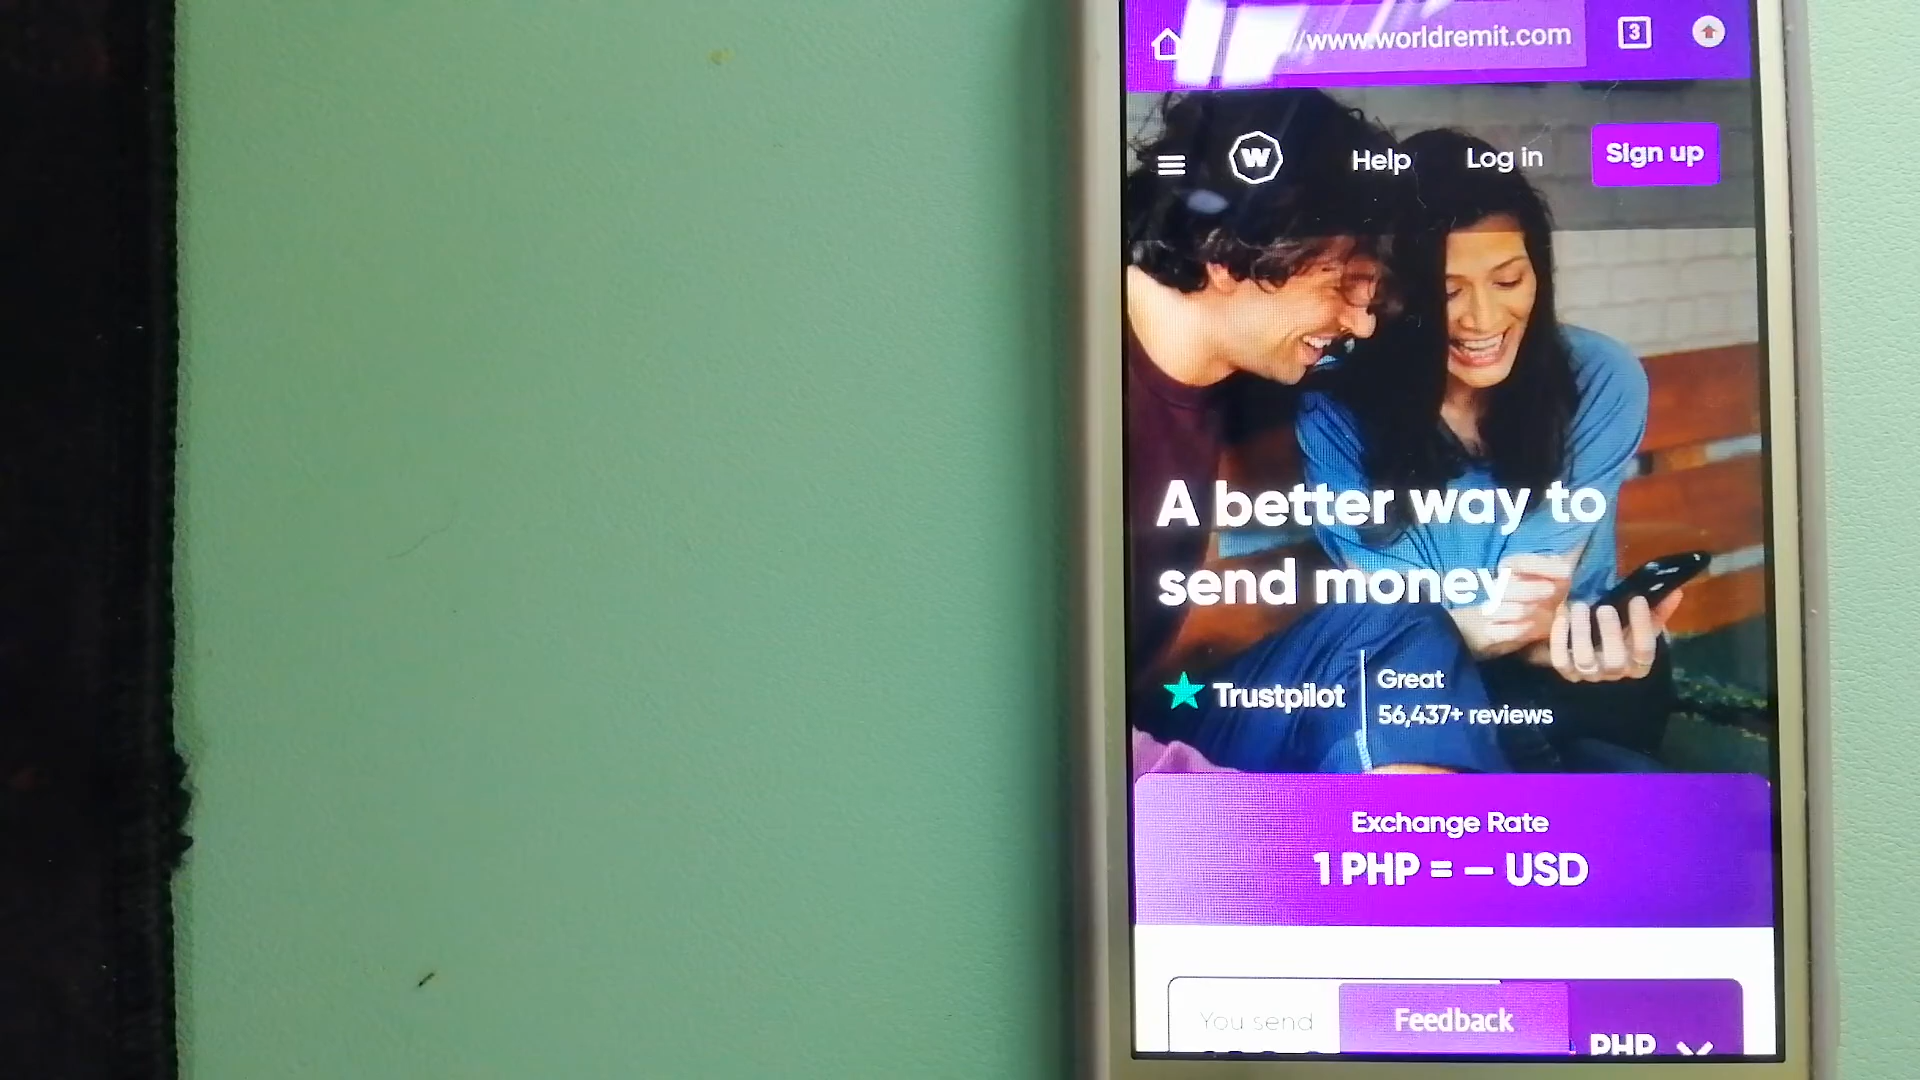 //www.worldremit.com
3
W
Help
Log in
Sign up
A better way to
send money
Trustpilot
Great
56,437+ reviews
Exchange Rate
1 PHP = – USD
You send
Feedback
PHP